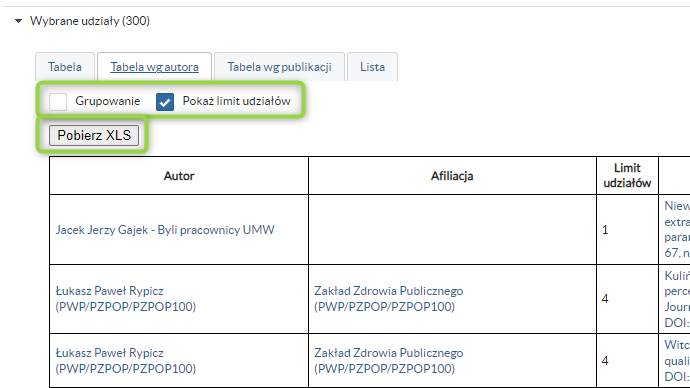 Wybrane udziały (300)
Tabela
Tabela wg autora
Tabela wg publikacji
Lista
Grupowanie
Pokaż limit udziałów
Pobierz XLS
Autor
Afiliacja
Limit
udziałów
Jacek Jerzy Gajek - Byli pracownicy UMW
1
extra
67, n
Łukasz Paweł Rypicz
(PWP/PZPOP/PZPOP100)
Zakład Zdrowia Publicznego
(PWP/PZPOP/PZPOP100)
4
Kuliń
perce
Journ
DOI:
Łukasz Paweł Rypicz
(PWP/PZPOP/PZPOP100)
Zakład Zdrowia Publicznego
(PWP/PZPOP/PZPOP100)
4
Witc
quali
DOI: